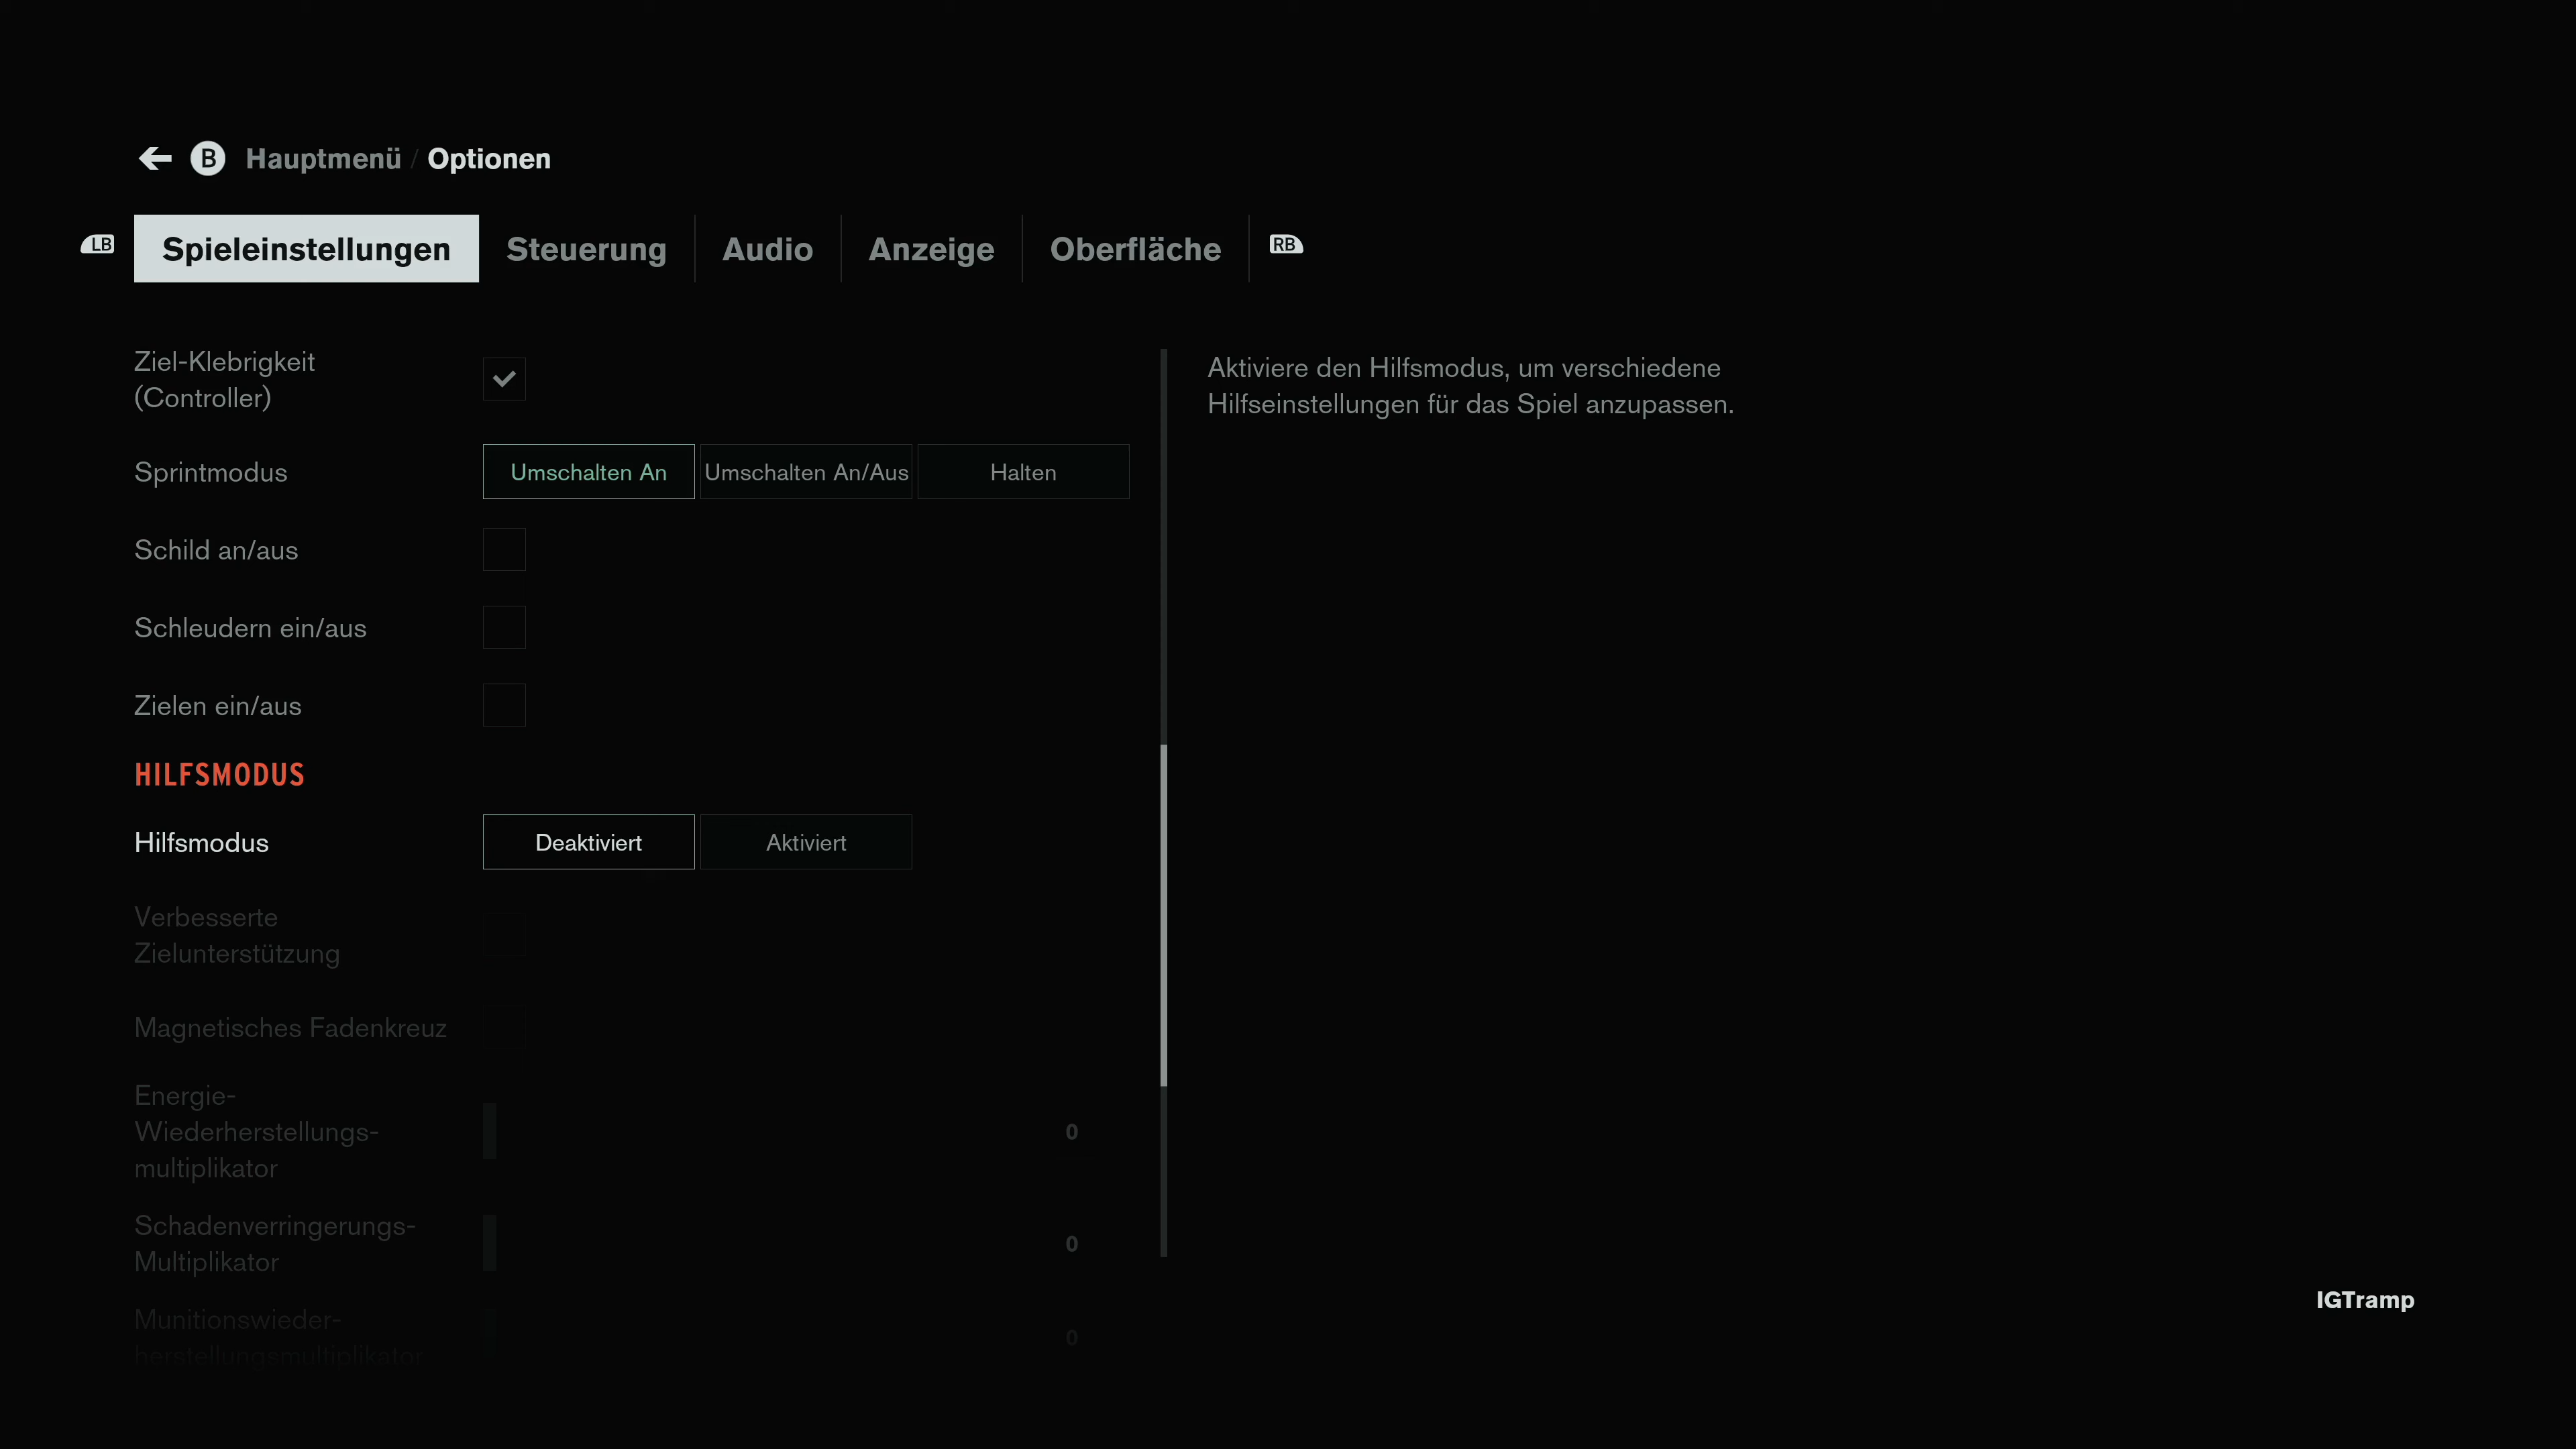 B Hauptmenü / Optionen
LB Spieleinstellungen Steuerung Audio Anzeige Oberfläche RB
Ziel-Klebrigkeit
(Controller)
Sprintmodus Umschalten An Umschalten An/Aus Halten
Schild an/aus
Schleudern ein/aus
Zielen ein/aus
HILFSMODUS
Hilfsmodus Deaktiviert Aktiviert
Verbesserte
Zielunterstützung
Magnetisches Fadenkreuz
Energie-
Wiederherstellungs-
multiplikator
0
Schadenverringerungs-
Multiplikator
0
Munitionswieder-
herstellungsmultiplikator
0
Aktiviere den Hilfsmodus, um verschiedene
Hilfseinstellungen für das Spiel anzupassen.
IGTramp